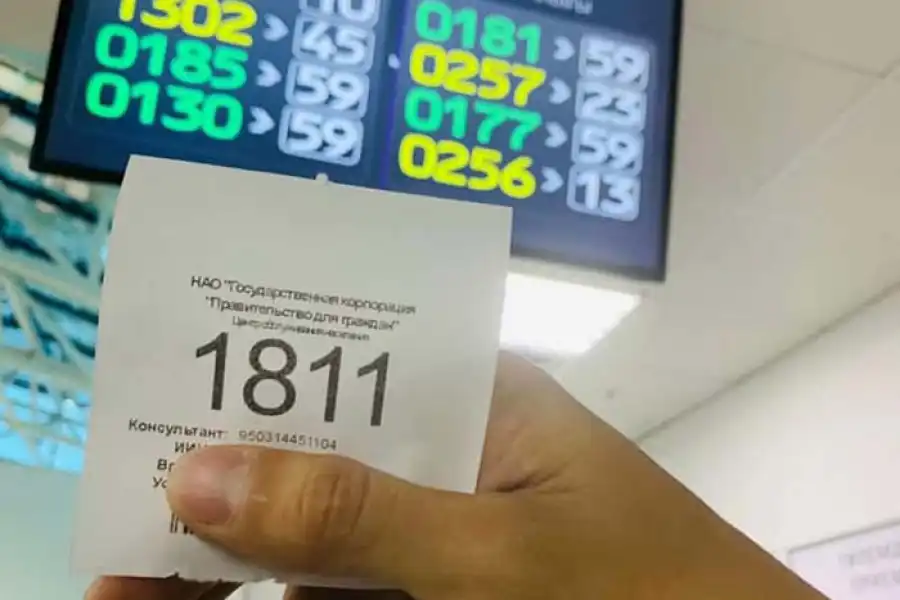 1302 > 45
0185 > 59
0130 > 59
0181 > 59
0257 > 23
0177 > 59
0256 > 13
НАО "Государственная корпорация
"Правительство для граждан"
1811
Консультант: 950314451104